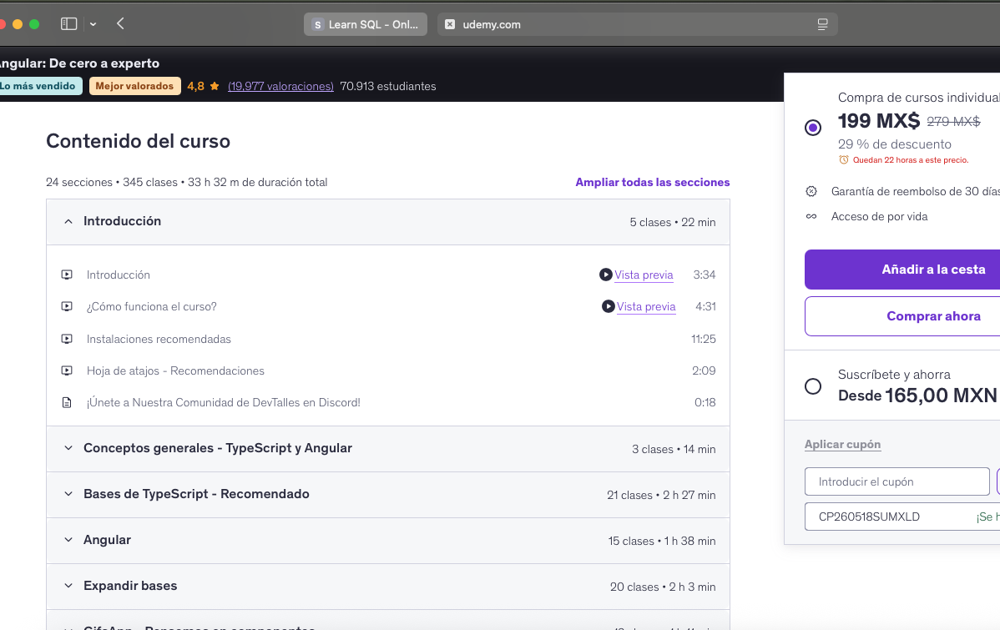 S Learn SQL - Onl...
udemy.com
Angular: De cero a experto
Lo más vendido
Mejor valorados
4,8
(19.977 valoraciones)
70.913 estudiantes
Contenido del curso
24 secciones • 345 clases • 33 h 32 m de duración total
Ampliar todas las secciones
Introducción
5 clases • 22 min
Introducción
Vista previa
3:34
¿Cómo funciona el curso?
Vista previa
4:31
Instalaciones recomendadas
11:25
Hoja de atajos - Recomendaciones
2:09
¡Únete a Nuestra Comunidad de DevTalles en Discord!
0:18
Conceptos generales - TypeScript y Angular
3 clases • 14 min
Bases de TypeScript - Recomendado
21 clases • 2 h 27 min
Angular
15 clases • 1 h 38 min
Expandir bases
20 clases • 2 h 3 min
Compra de cursos individual
199 MX$ 279 MX$
29 % de descuento
Quedan 22 horas a este precio.
Garantía de reembolso de 30 días
Acceso de por vida
Añadir a la cesta
Comprar ahora
Suscríbete y ahorra
Desde 165,00 MXN
Aplicar cupón
Introducir el cupón
CP260518SUMXLD
¡Se h